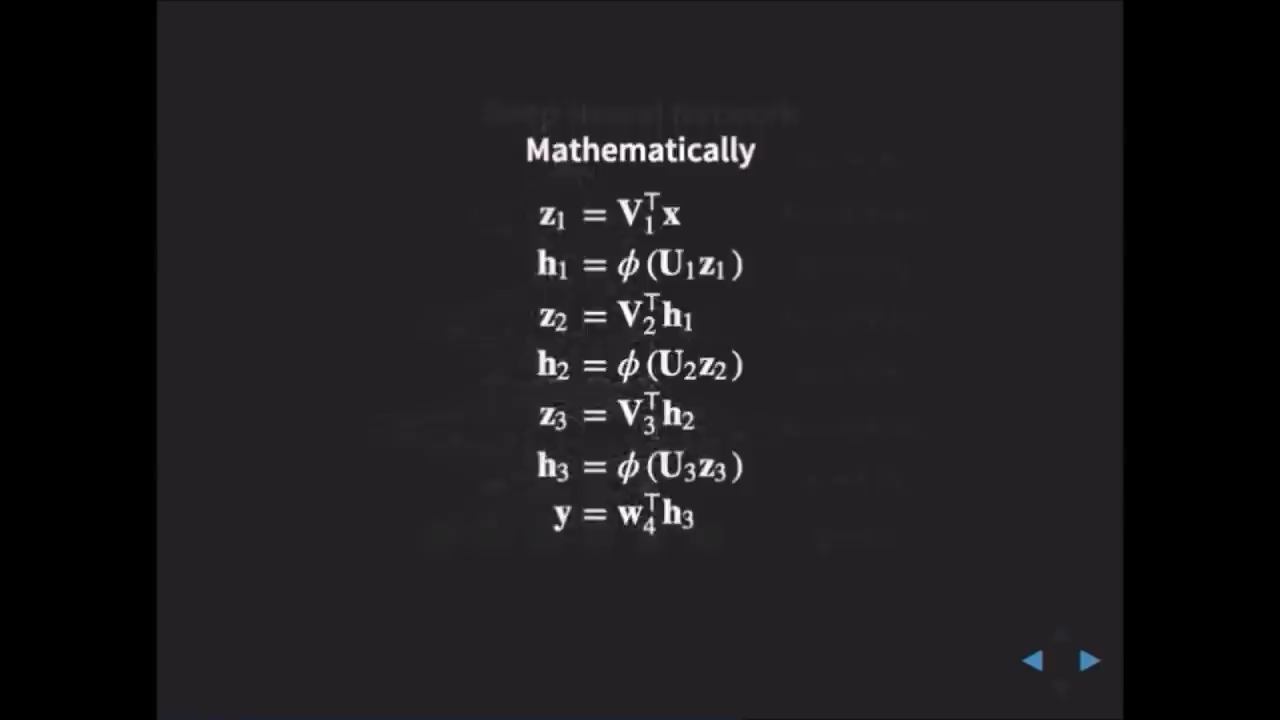 Mathematically
z₁ = V₁ᵀx
h₁ = ϕ(U₁z₁)
z₂ = V₂ᵀh₁
h₂ = ϕ(U₂z₂)
z₃ = V₃ᵀh₂
h₃ = ϕ(U₃z₃)
y = w₄ᵀh₃